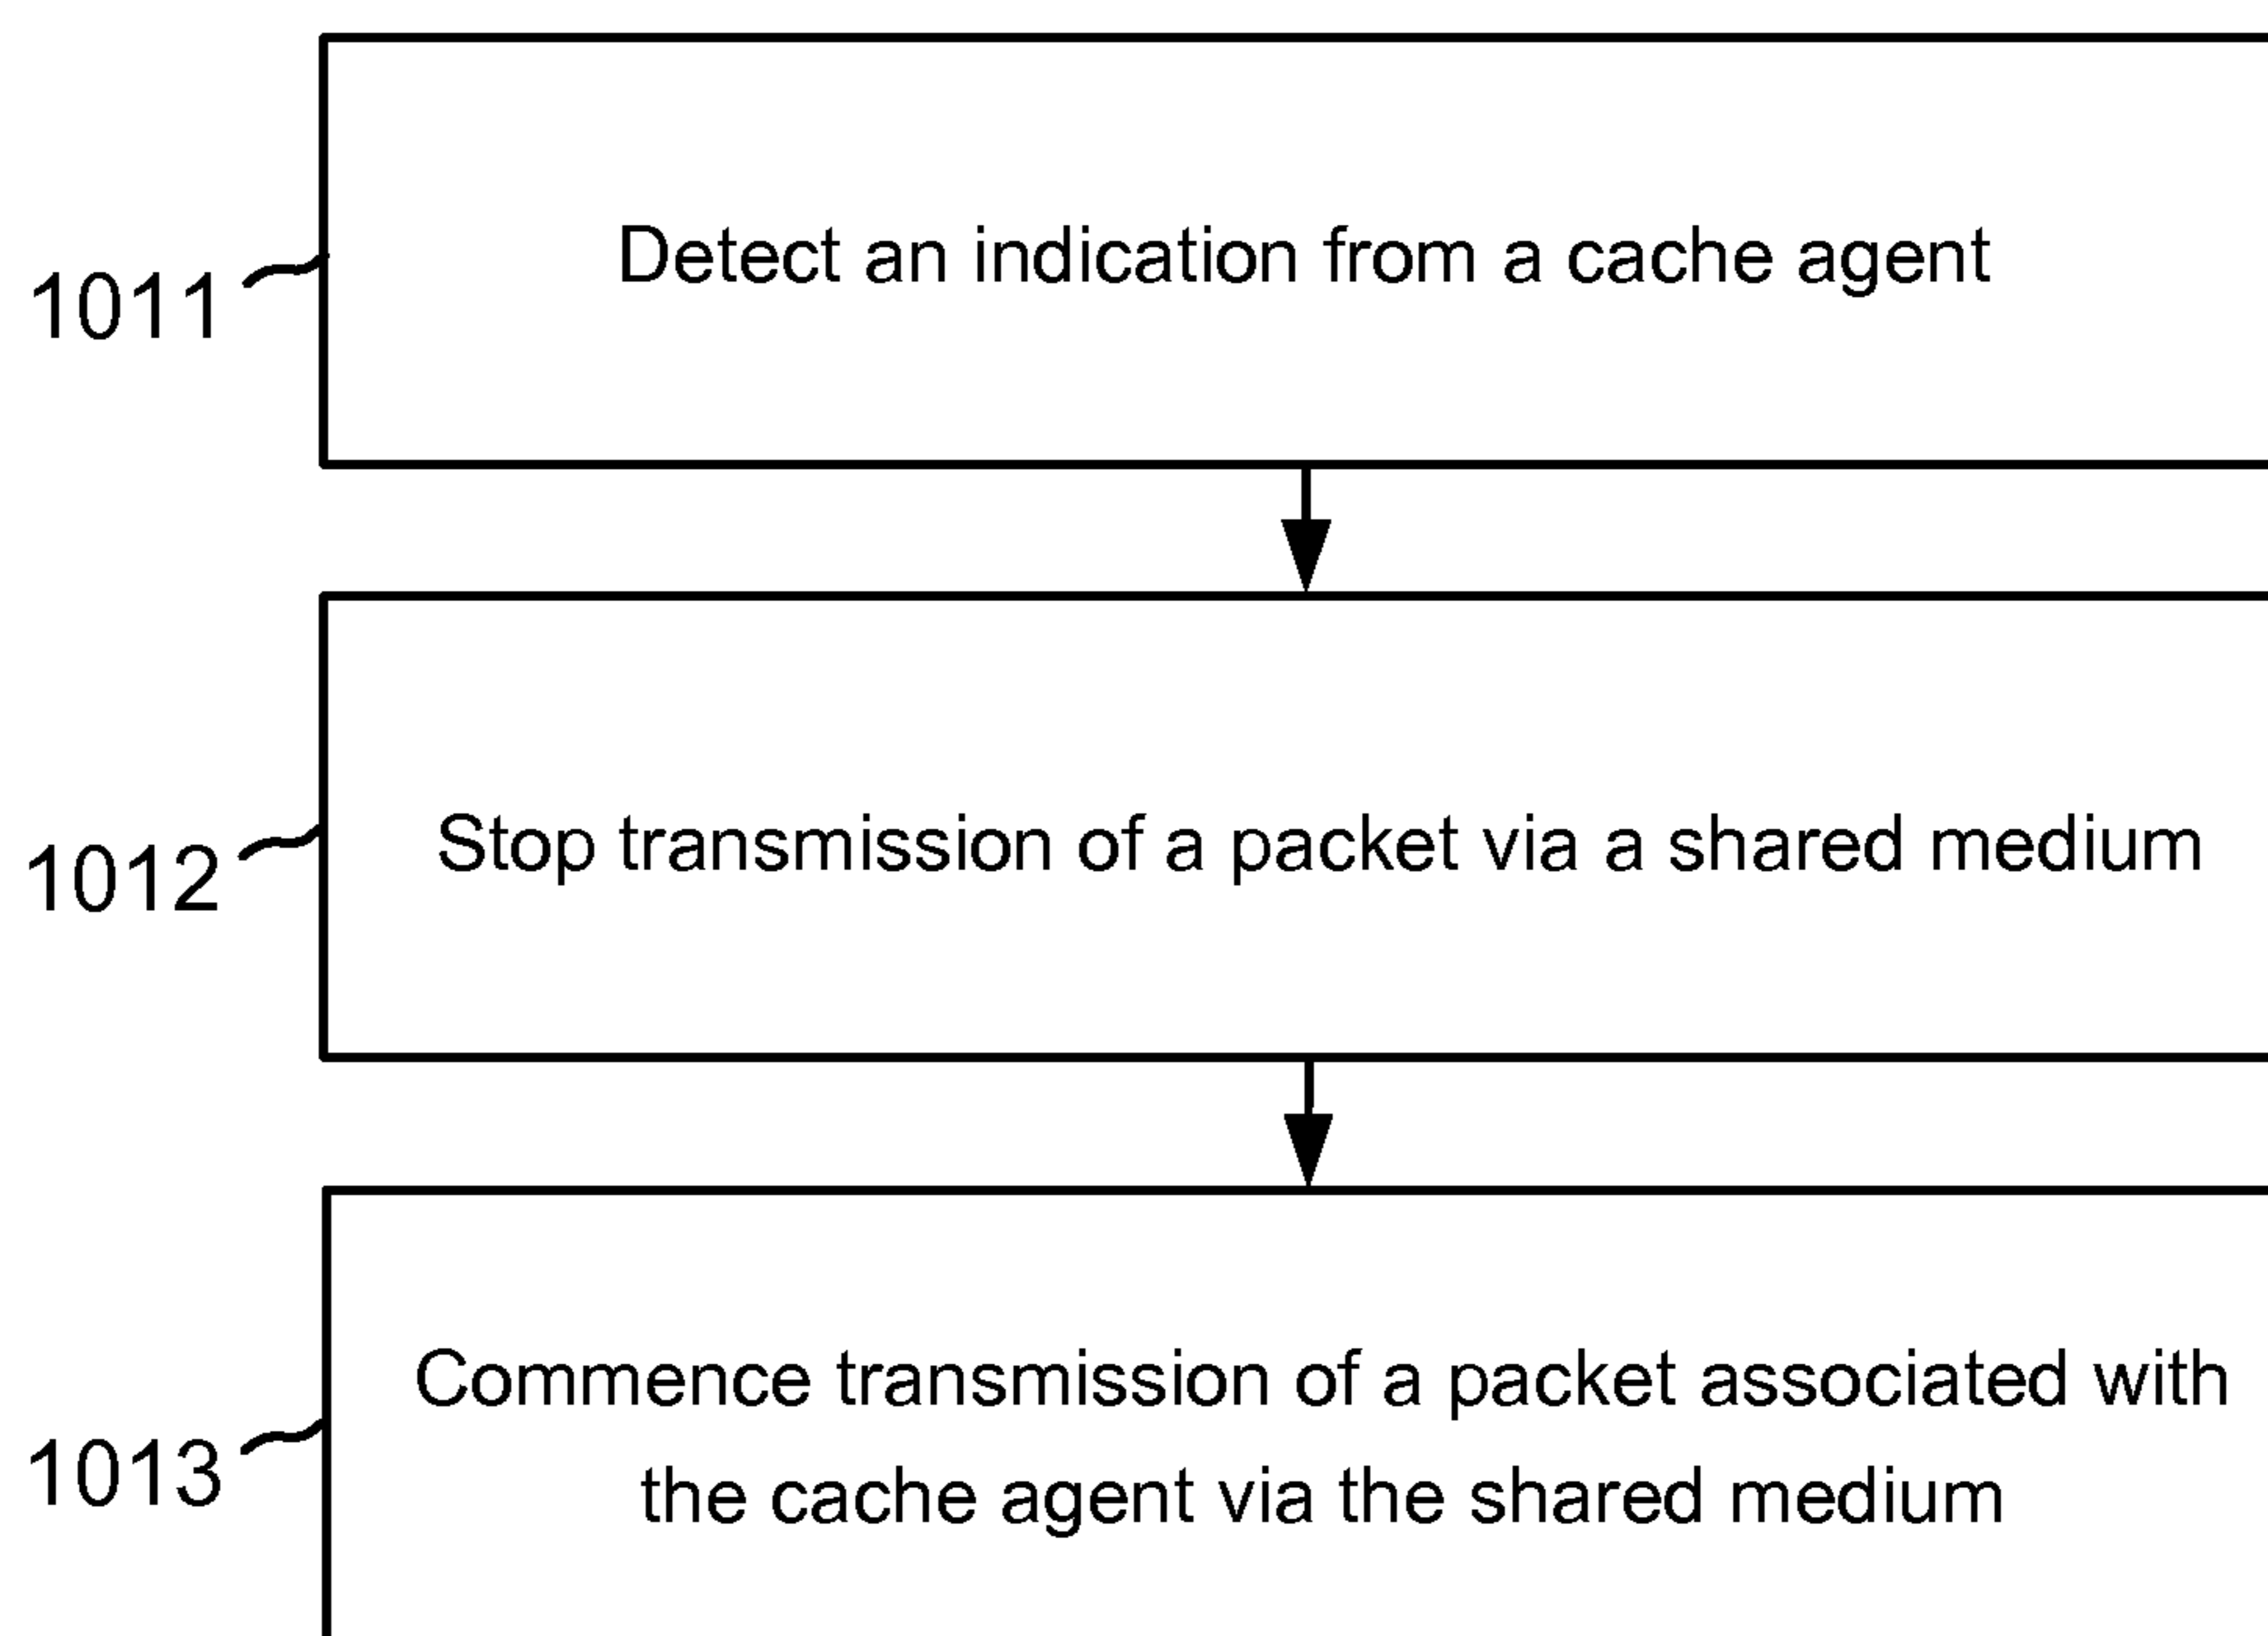 Detect an indication from a cache agent
1011
Stop transmission of a packet via a shared medium
1012
Commence transmission of a packet associated with
the cache agent via the shared medium
1013